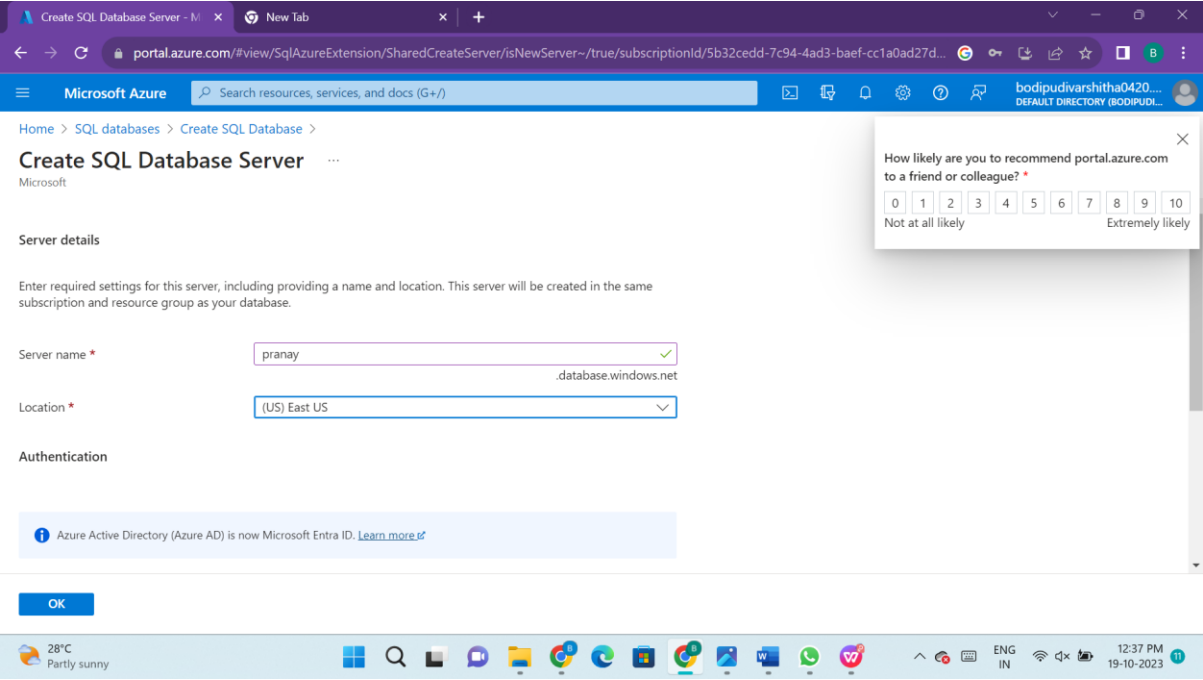 Create SQL Database Server - M
New Tab
portal.azure.com/#view/SqlAzureExtension/SharedCreateServer/isNewServer~/true/subscriptionId/5b32cedd-7c94-4ad3-baef-cc1a0ad27d...
B
Microsoft Azure
Search resources, services, and docs (G+/)
bodipudivarshitha0420....
DEFAULT DIRECTORY (BODIPUDI...
Home > SQL databases > Create SQL Database >
Create SQL Database Server ...
Microsoft
How likely are you to recommend portal.azure.com
to a friend or colleague? *
0 1 2 3 4 5 6 7 8 9 10
Not at all likely Extremely likely
Server details
Enter required settings for this server, including providing a name and location. This server will be created in the same
subscription and resource group as your database.
Server name * pranay
.database.windows.net
Location * (US) East US
Authentication
Azure Active Directory (Azure AD) is now Microsoft Entra ID. Learn more
OK
28°C
Partly sunny
ENG
IN
12:37 PM
19-10-2023
11